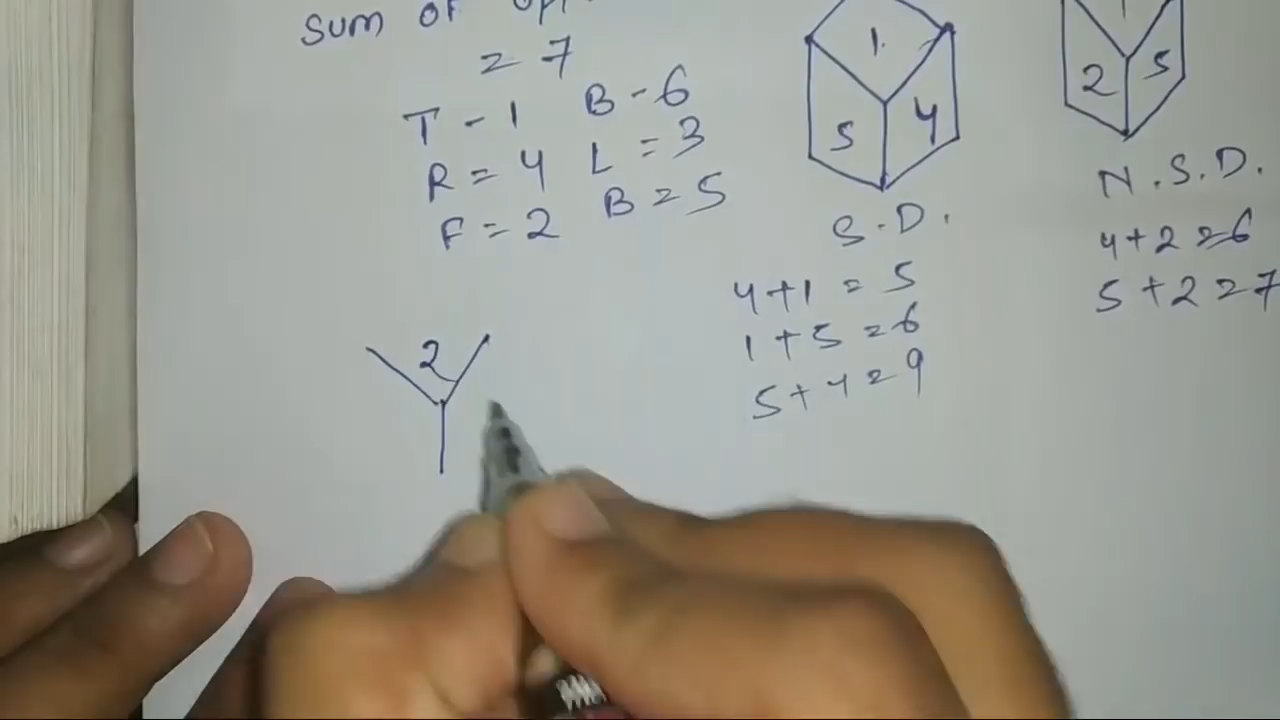 sum of
= 7
T - 1 B - 6
R = 4 L = 3
F = 2 B = 5
1
5 4
S.D.
4+1 = 5
1+5 = 6
5+4 = 9
2 5
N.S.D.
4+2 = 6
5+2 = 7
2